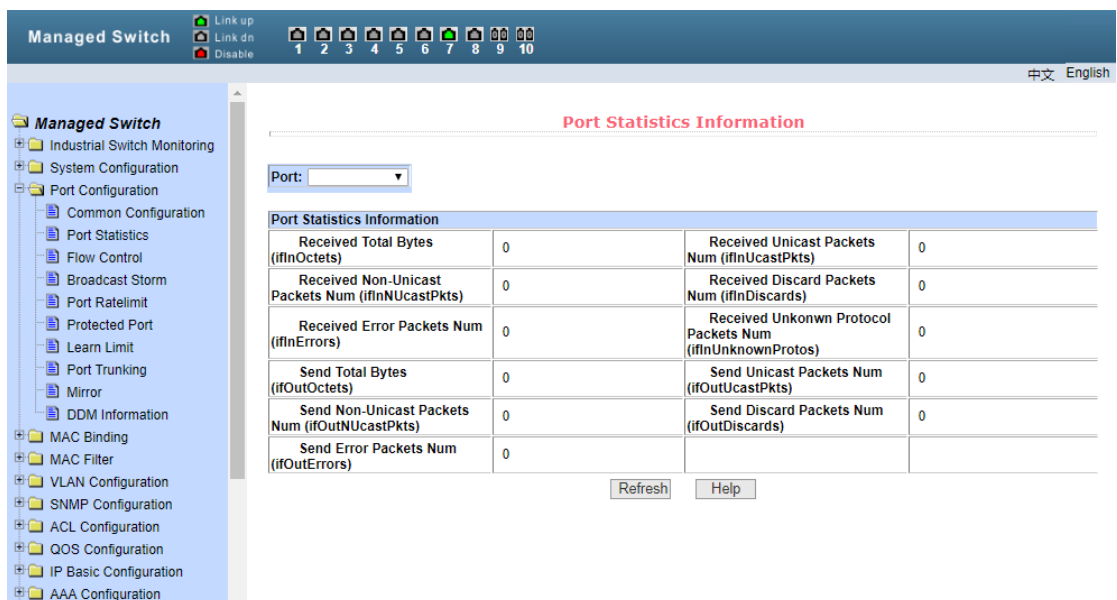 Managed Switch
Link up
Link dn
Disable
1 2 3 4 5 6 7 8 9 10
中文 English
Managed Switch
Industrial Switch Monitoring
System Configuration
Port Configuration
Common Configuration
Port Statistics
Flow Control
Broadcast Storm
Port Ratelimit
Protected Port
Learn Limit
Port Trunking
Mirror
DDM Information
MAC Binding
MAC Filter
VLAN Configuration
SNMP Configuration
ACL Configuration
QOS Configuration
IP Basic Configuration
AAA Configuration
Port Statistics Information
Port:
Port Statistics Information
Received Total Bytes
(ifInOctets)
0
Received Unicast Packets
Num (ifInUcastPkts)
0
Received Non-Unicast
Packets Num (ifInNUcastPkts)
0
Received Discard Packets
Num (ifInDiscards)
0
Received Error Packets Num
(ifInErrors)
0
Received Unkonwn Protocol
Packets Num
(ifInUnknownProtos)
0
Send Total Bytes
(ifOutOctets)
0
Send Unicast Packets Num
(ifOutUcastPkts)
0
Send Non-Unicast Packets
Num (ifOutNUcastPkts)
0
Send Discard Packets Num
(ifOutDiscards)
0
Send Error Packets Num
(ifOutErrors)
0
Refresh Help